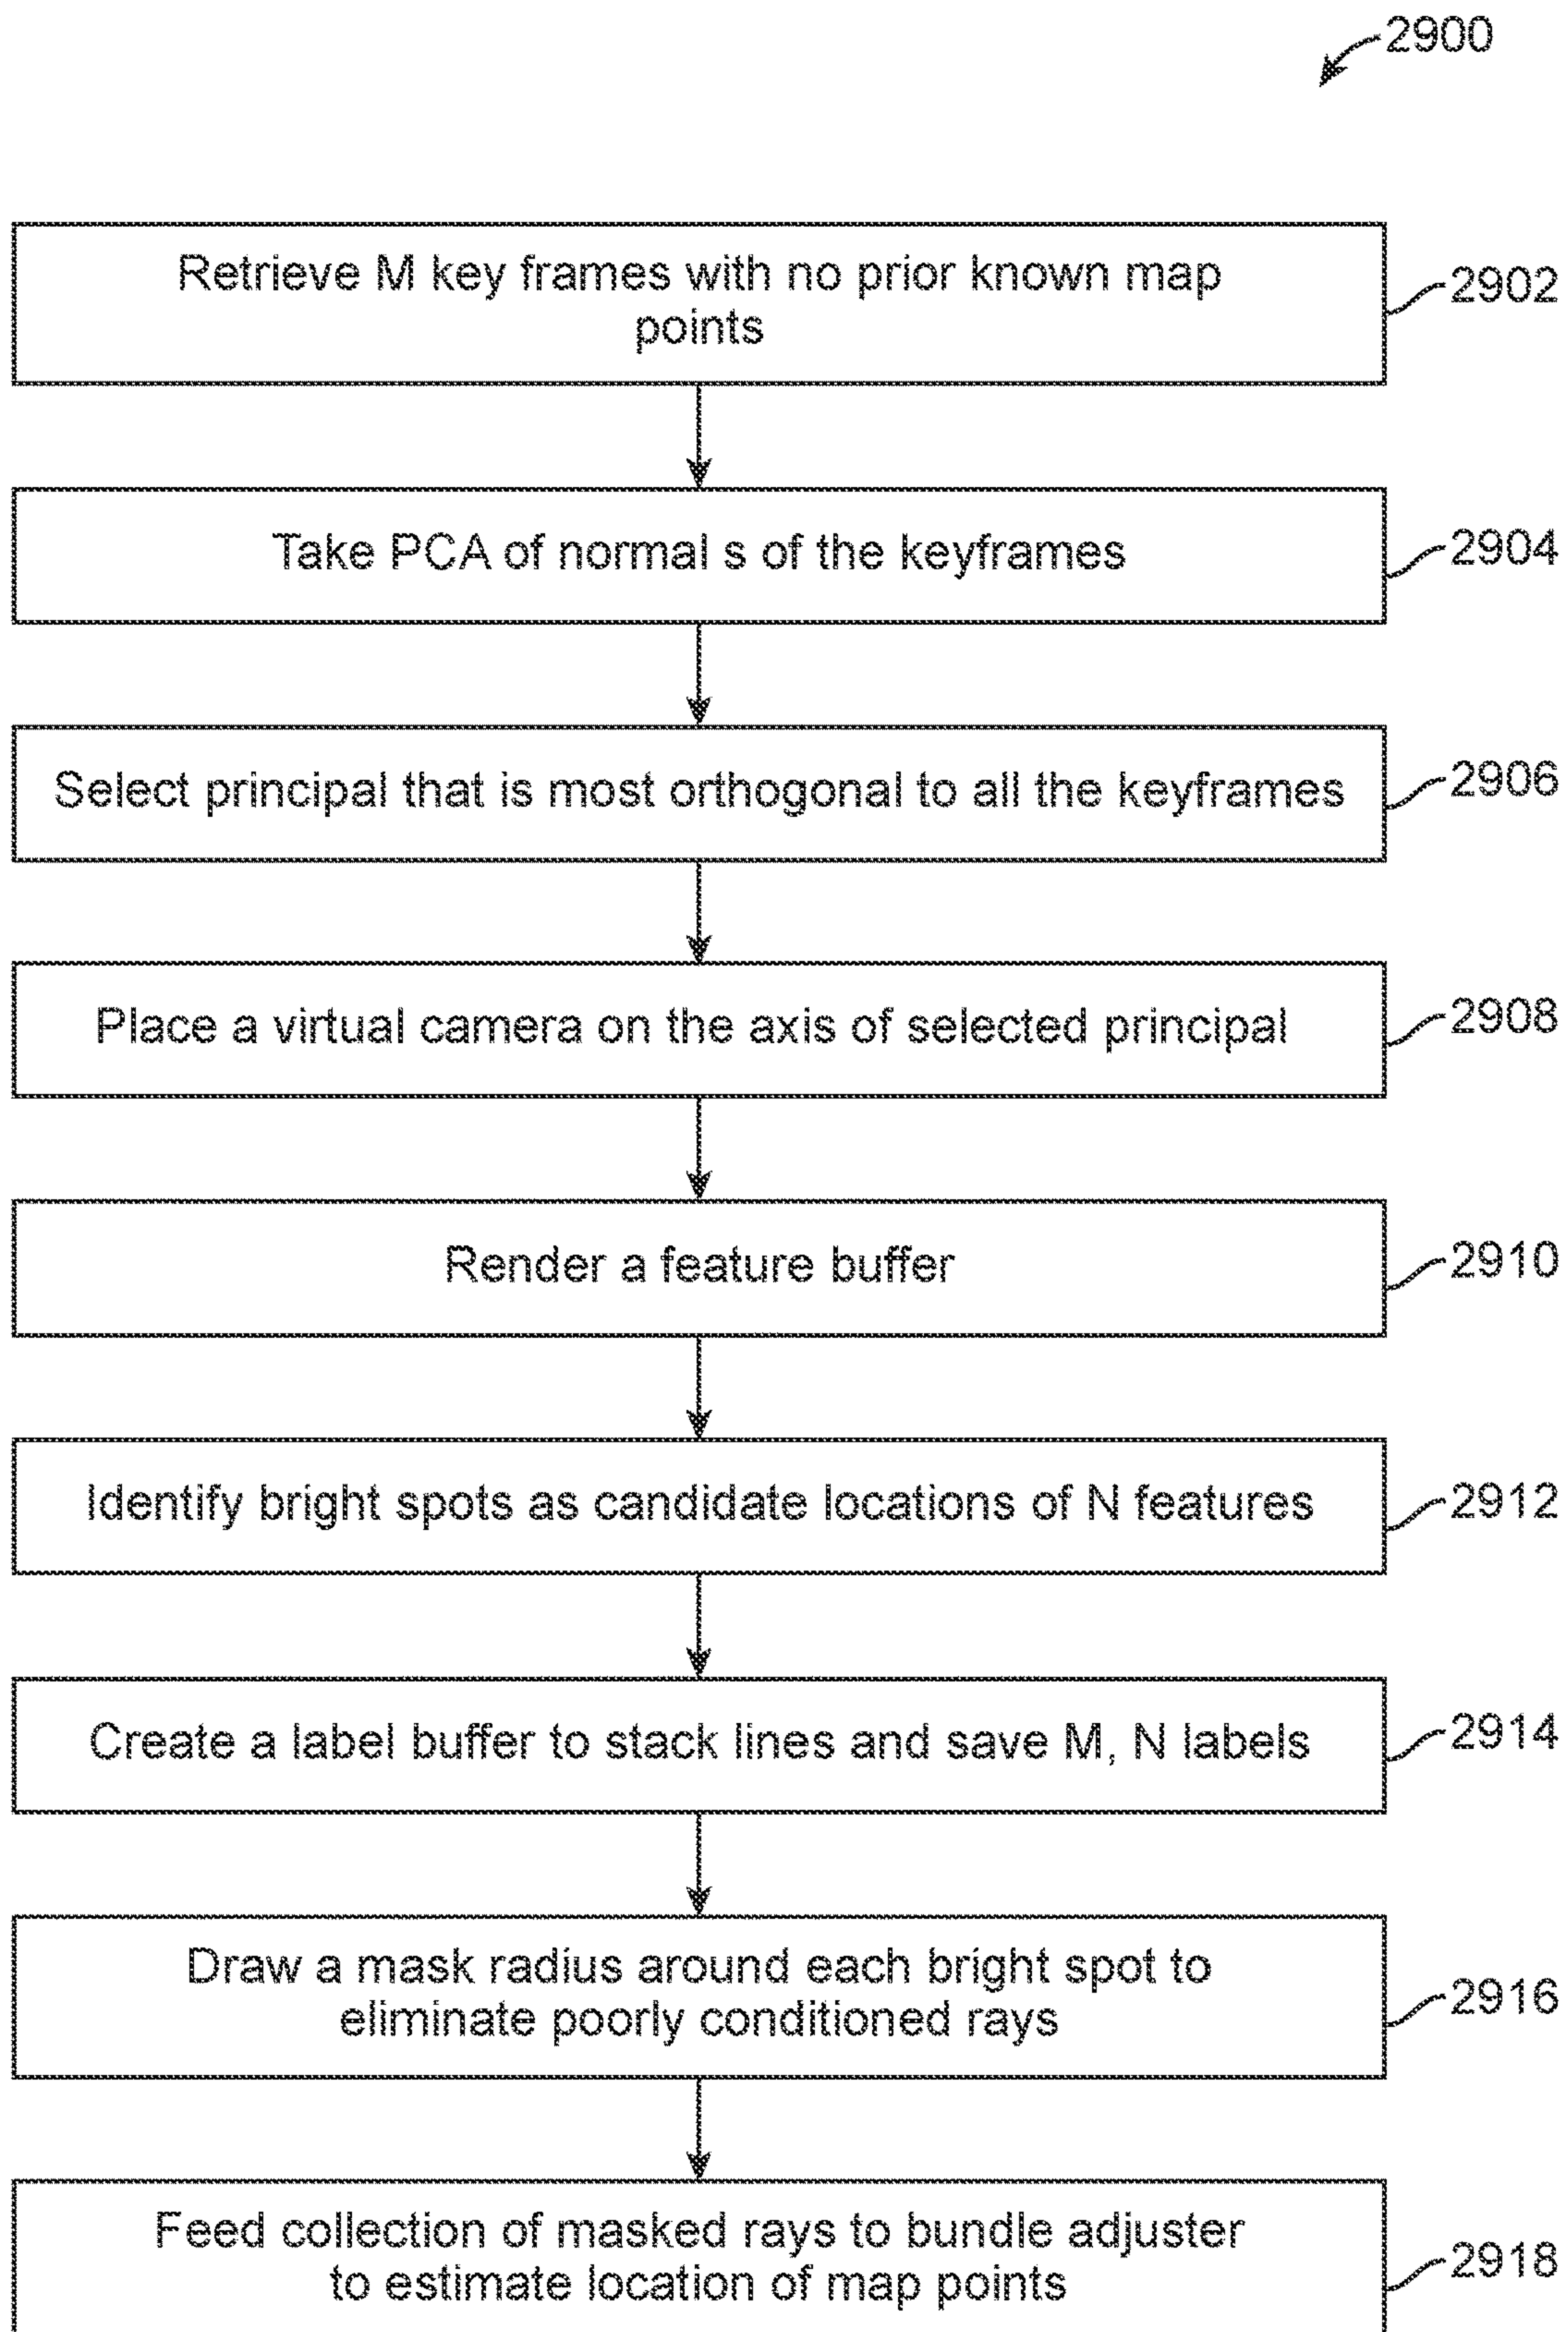 2900
Retrieve M key frames with no prior known map
points
2902
Take PCA of normal s of the keyframes
2904
Select principal that is most orthogonal to all the keyframes
2906
Place a virtual camera on the axis of selected principal
2908
Render a feature buffer
2910
Identify bright spots as candidate locations of N features
2912
Create a label buffer to stack lines and save M, N labels
2914
Draw a mask radius around each bright spot to
eliminate poorly conditioned rays
2916
Feed collection of masked rays to bundle adjuster
to estimate location of map points
2918